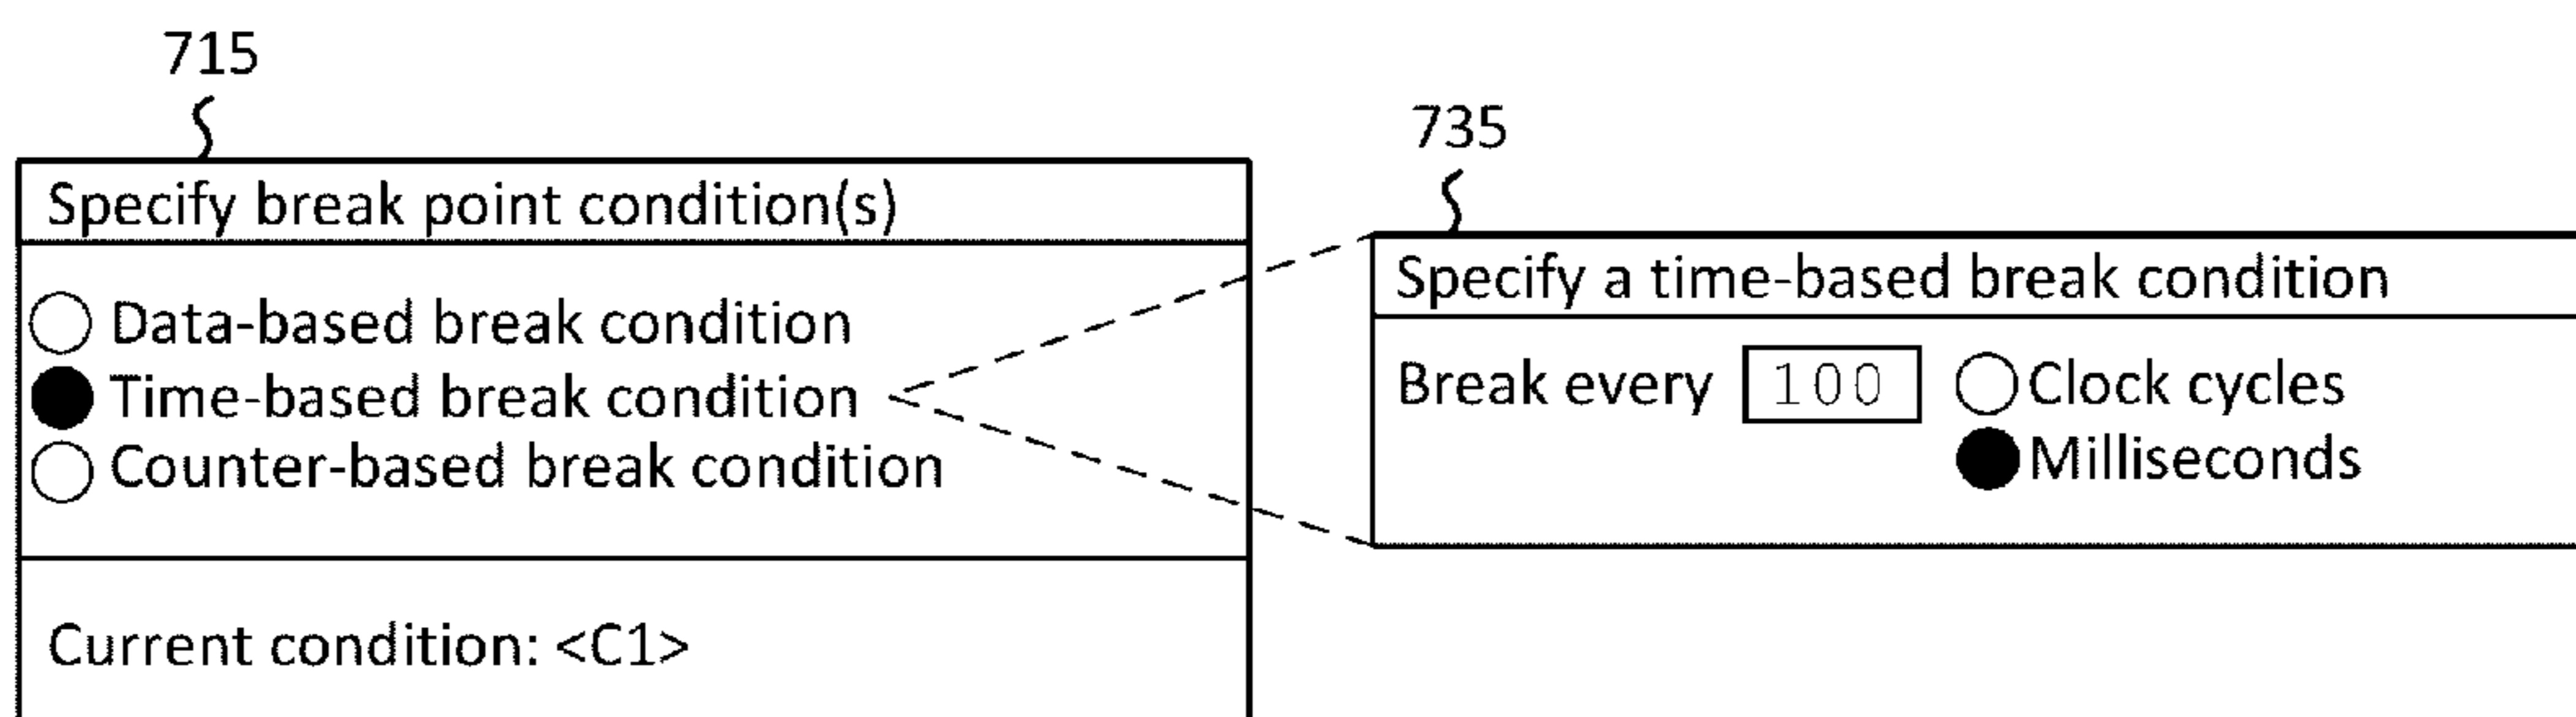 715
Specify break point condition(s)
Data-based break condition
Time-based break condition
Counter-based break condition
Current condition: <C1>
735
Specify a time-based break condition
Break every 100 Clock cycles
Milliseconds